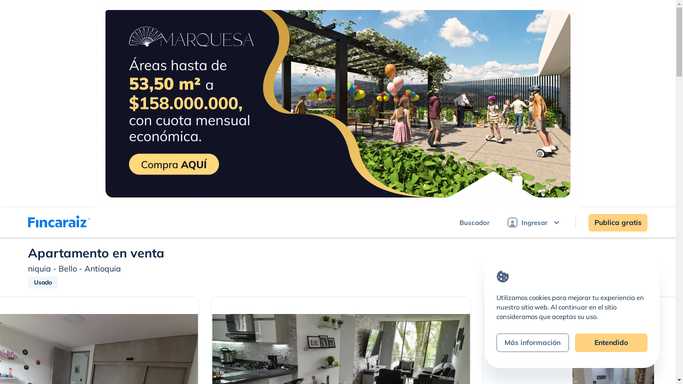 MARQUESA
Áreas hasta de
53,50 m² a
$158.000.000,
con cuota mensual
económica.
Compra AQUÍ
Fincaraiz
Buscador
Ingresar
Publica gratis
Apartamento en venta
niquia - Bello - Antioquia
Usado
Utilizamos cookies para mejorar tu experiencia en
nuestro sitio web. Al continuar en el sitio
consideramos que aceptas su uso.
Más información
Entendido